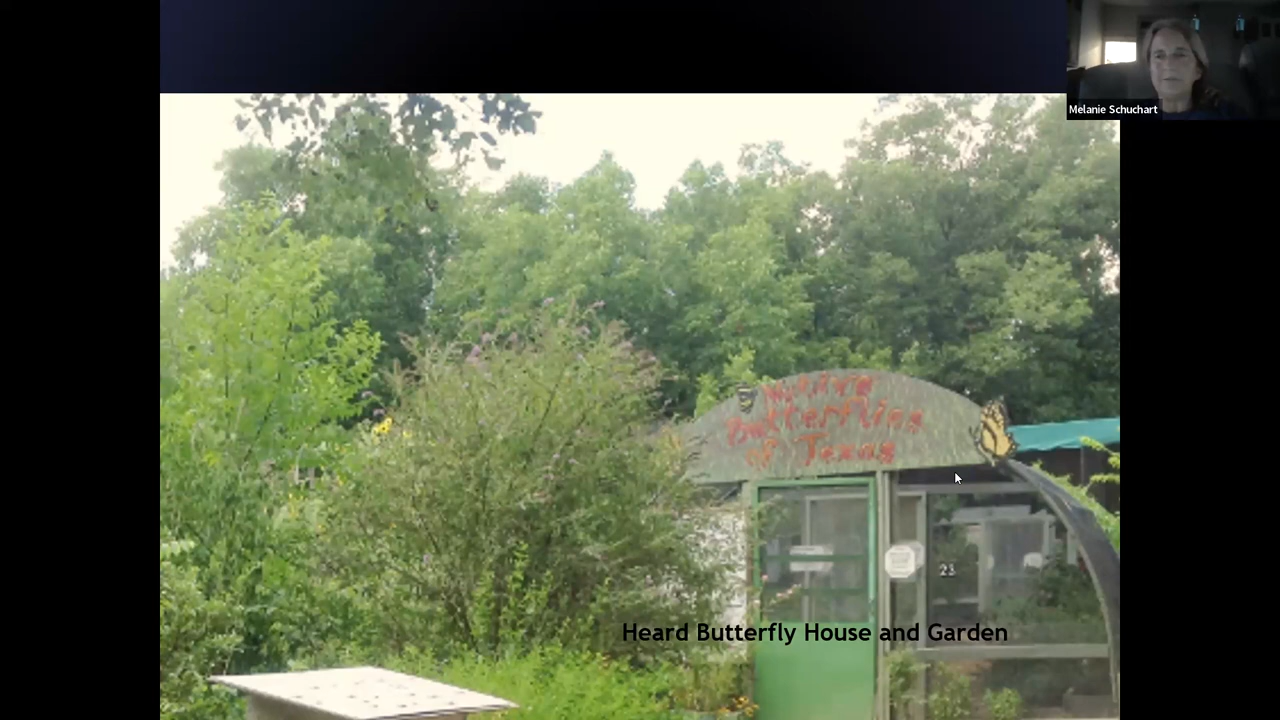 Melanie Schuchart
Native
Butterflies
of Texas
23
Heard Butterfly House and Garden